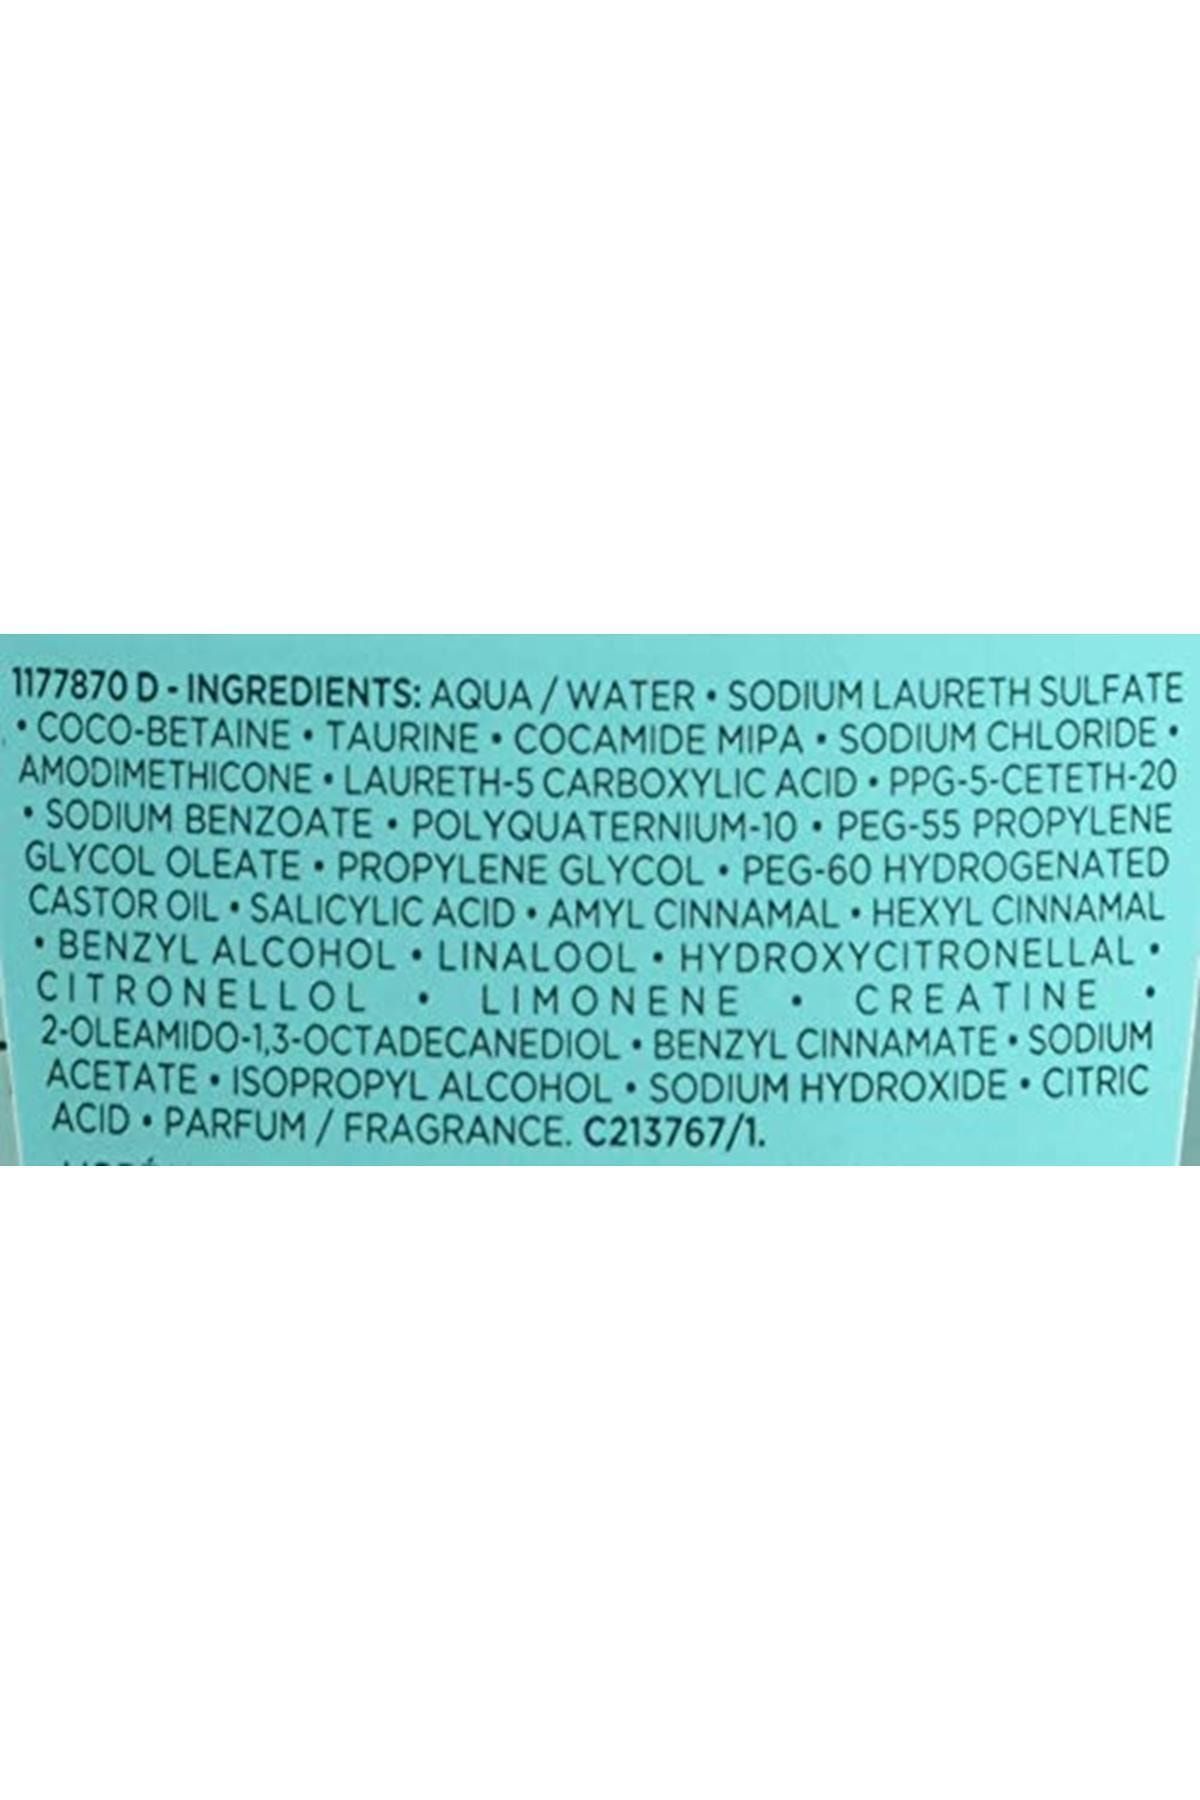 1177870 D - INGREDIENTS: AQUA / WATER • SODIUM LAURETH SULFATE
• COCO-BETAINE • TAURINE • COCAMIDE MIPA • SODIUM CHLORIDE •
AMODIMETHICONE • LAURETH-5 CARBOXYLIC ACID • PPG-5-CETETH-20
• SODIUM BENZOATE • POLYQUATERNIUM-10 • PEG-55 PROPYLENE
GLYCOL OLEATE • PROPYLENE GLYCOL • PEG-60 HYDROGENATED
CASTOR OIL • SALICYLIC ACID • AMYL CINNAMAL • HEXYL CINNAMAL
• BENZYL ALCOHOL • LINALOOL • HYDROXYCITRONELLAL •
CITRONELLOL • LIMONENE • CREATINE •
2-OLEAMIDO-1,3-OCTADECANEDIOL • BENZYL CINNAMATE • SODIUM
ACETATE • ISOPROPYL ALCOHOL • SODIUM HYDROXIDE • CITRIC
ACID • PARFUM / FRAGRANCE. C213767/1.